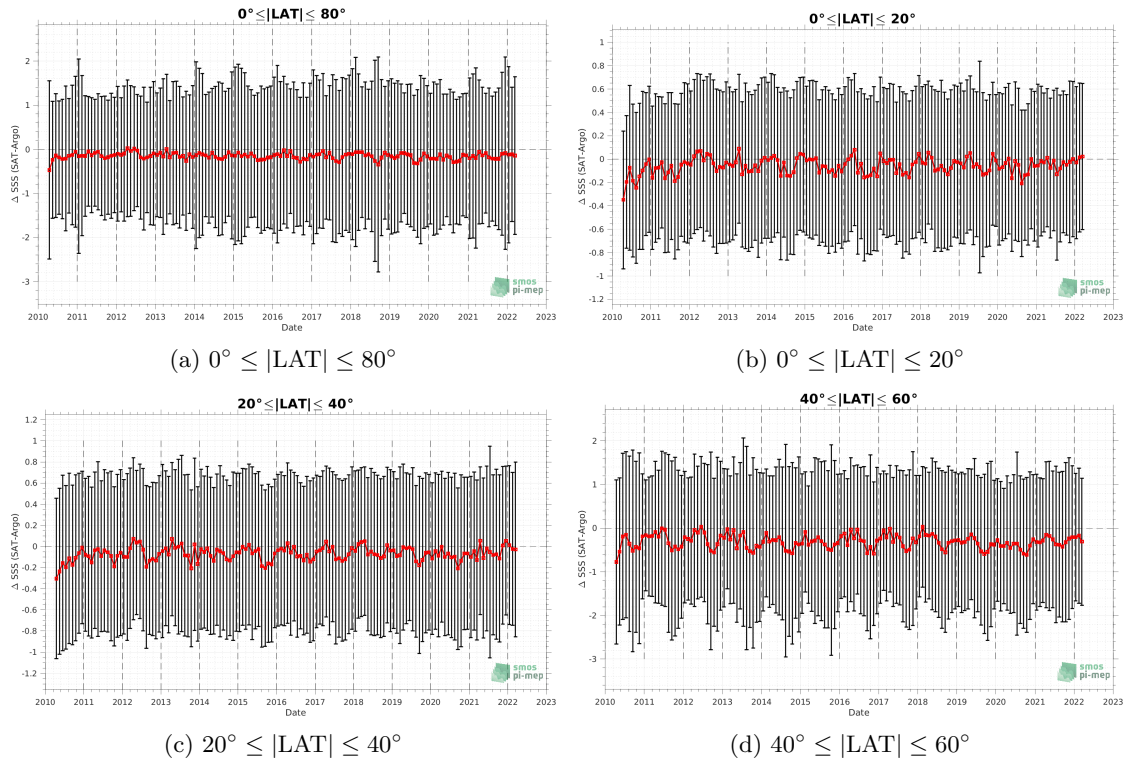 0°≤|LAT|≤ 80°
2
1
0
-1
-2
-3
Δ SSS (SAT-Argo)
smos
pi-mep
2010 2011 2012 2013 2014 2015 2016 2017 2018 2019 2020 2021 2022 2023
Date
(a) 0° ≤ |LAT| ≤ 80°
0°≤|LAT|≤ 20°
1
0.8
0.6
0.4
0.2
0
-0.2
-0.4
-0.6
-0.8
-1
-1.2
Δ SSS (SAT-Argo)
smos
pi-mep
2010 2011 2012 2013 2014 2015 2016 2017 2018 2019 2020 2021 2022 2023
Date
(b) 0° ≤ |LAT| ≤ 20°
20°≤|LAT|≤ 40°
1.2
1
0.8
0.6
0.4
0.2
0
-0.2
-0.4
-0.6
-0.8
-1
-1.2
Δ SSS (SAT-Argo)
smos
pi-mep
2010 2011 2012 2013 2014 2015 2016 2017 2018 2019 2020 2021 2022 2023
Date
(c) 20° ≤ |LAT| ≤ 40°
40°≤|LAT|≤ 60°
2
1
0
-1
-2
-3
Δ SSS (SAT-Argo)
smos
pi-mep
2010 2011 2012 2013 2014 2015 2016 2017 2018 2019 2020 2021 2022 2023
Date
(d) 40° ≤ |LAT| ≤ 60°